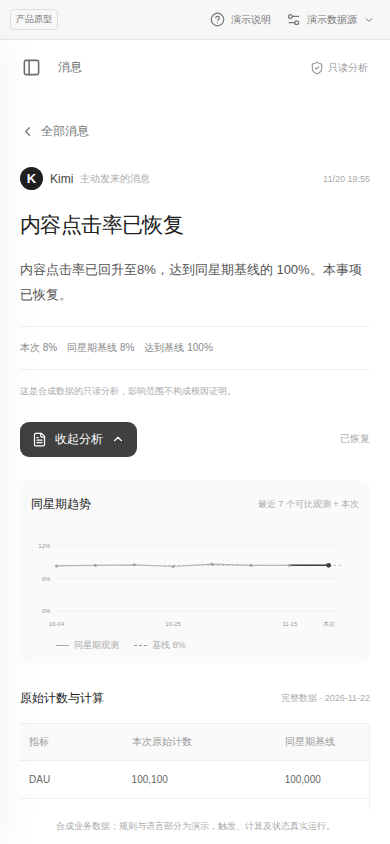 产品原型
演示说明
演示数据源
消息
只读分析
全部消息
K Kimi 主动发来的消息
11/20 19:55
内容点击率已恢复
内容点击率已回升至8%，达到同星期基线的 100%。本事项
已恢复。
本次 8% 同星期基线 8% 达到基线 100%
这是合成数据的只读分析，影响范围不构成根因证明。
收起分析
已恢复
同星期趋势
最近 7 个可比观测 + 本次
12%
6%
0%
10-04 10-25 11-15 本次
同星期观测 基线 8%
原始计数与计算
完整数据 · 2026-11-22
指标 本次原始计数 同星期基线
DAU 100,100 100,000
合成业务数据；规则与语言部分为演示，触发、计算及状态真实运行。